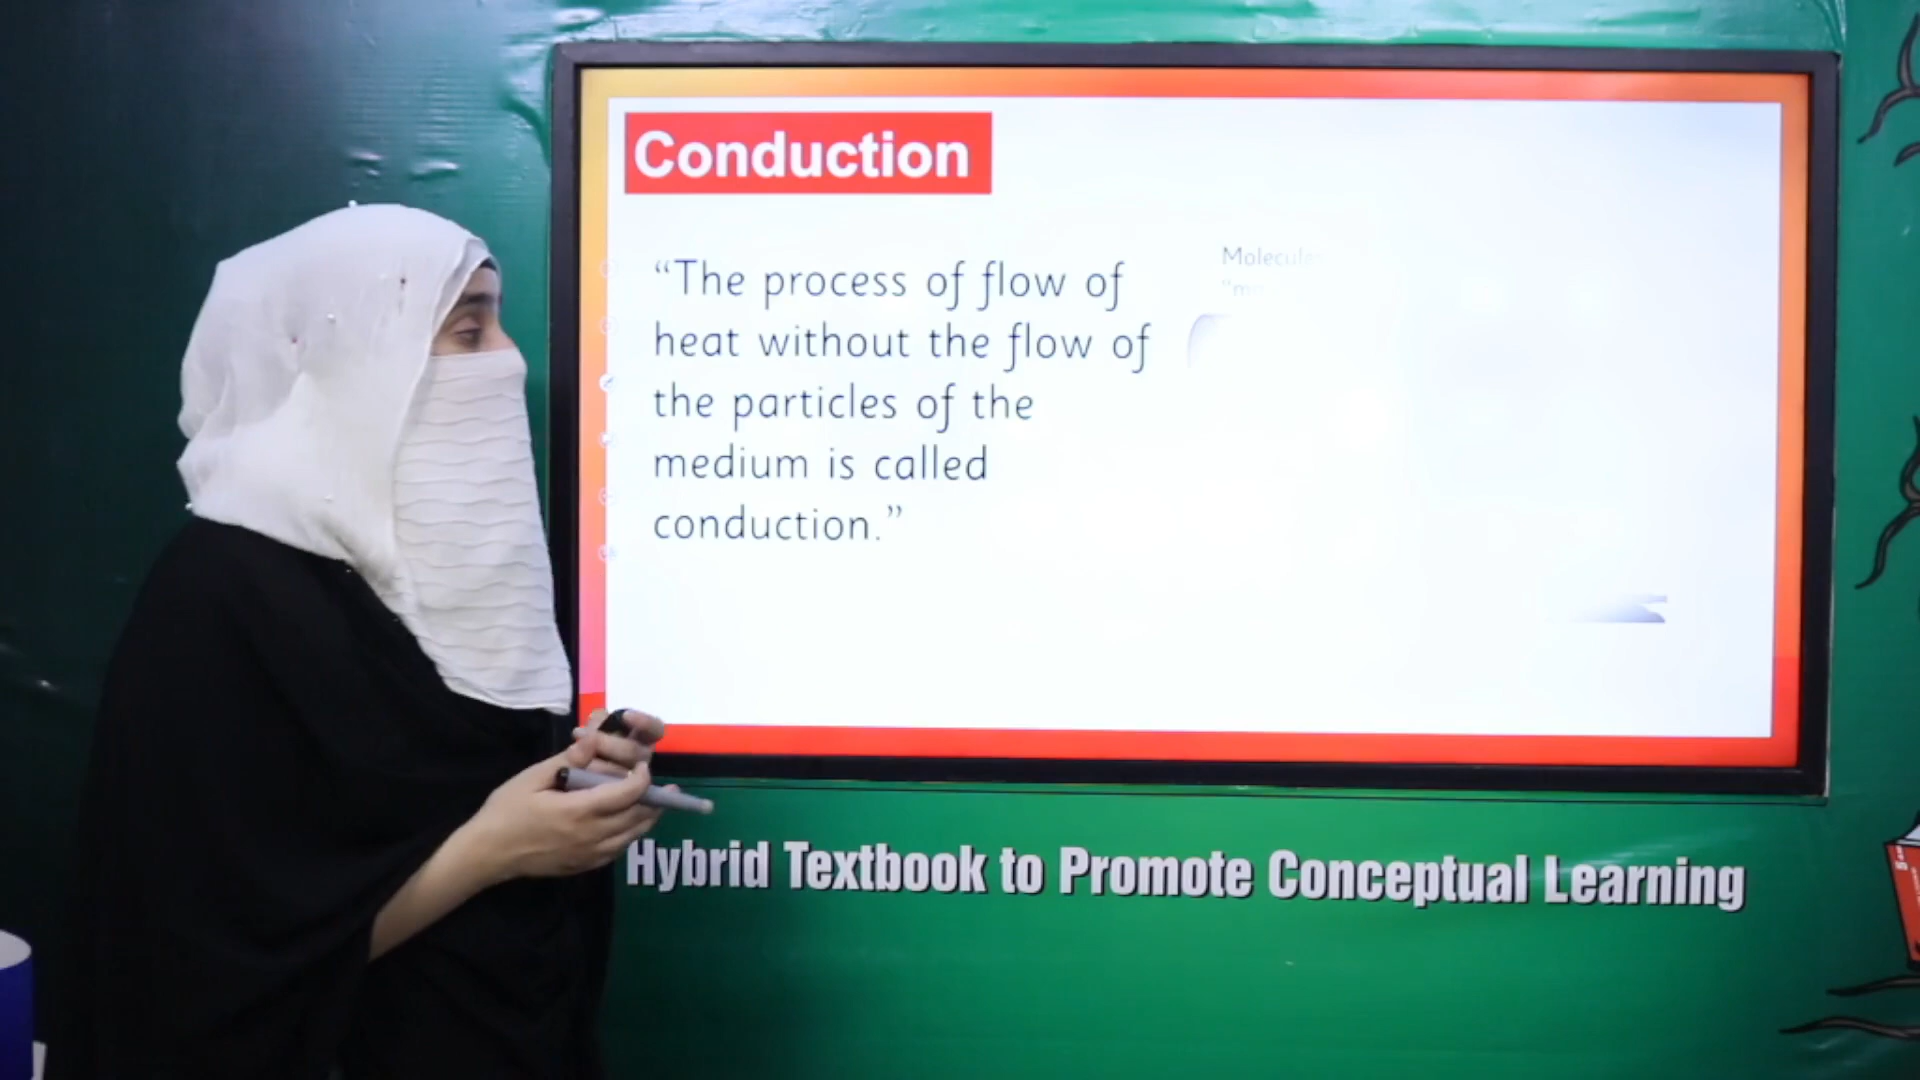 Conduction
“The process of flow of
heat without the flow of
the particles of the
medium is called
conduction.”
Molecules
Hybrid Textbook to Promote Conceptual Learning